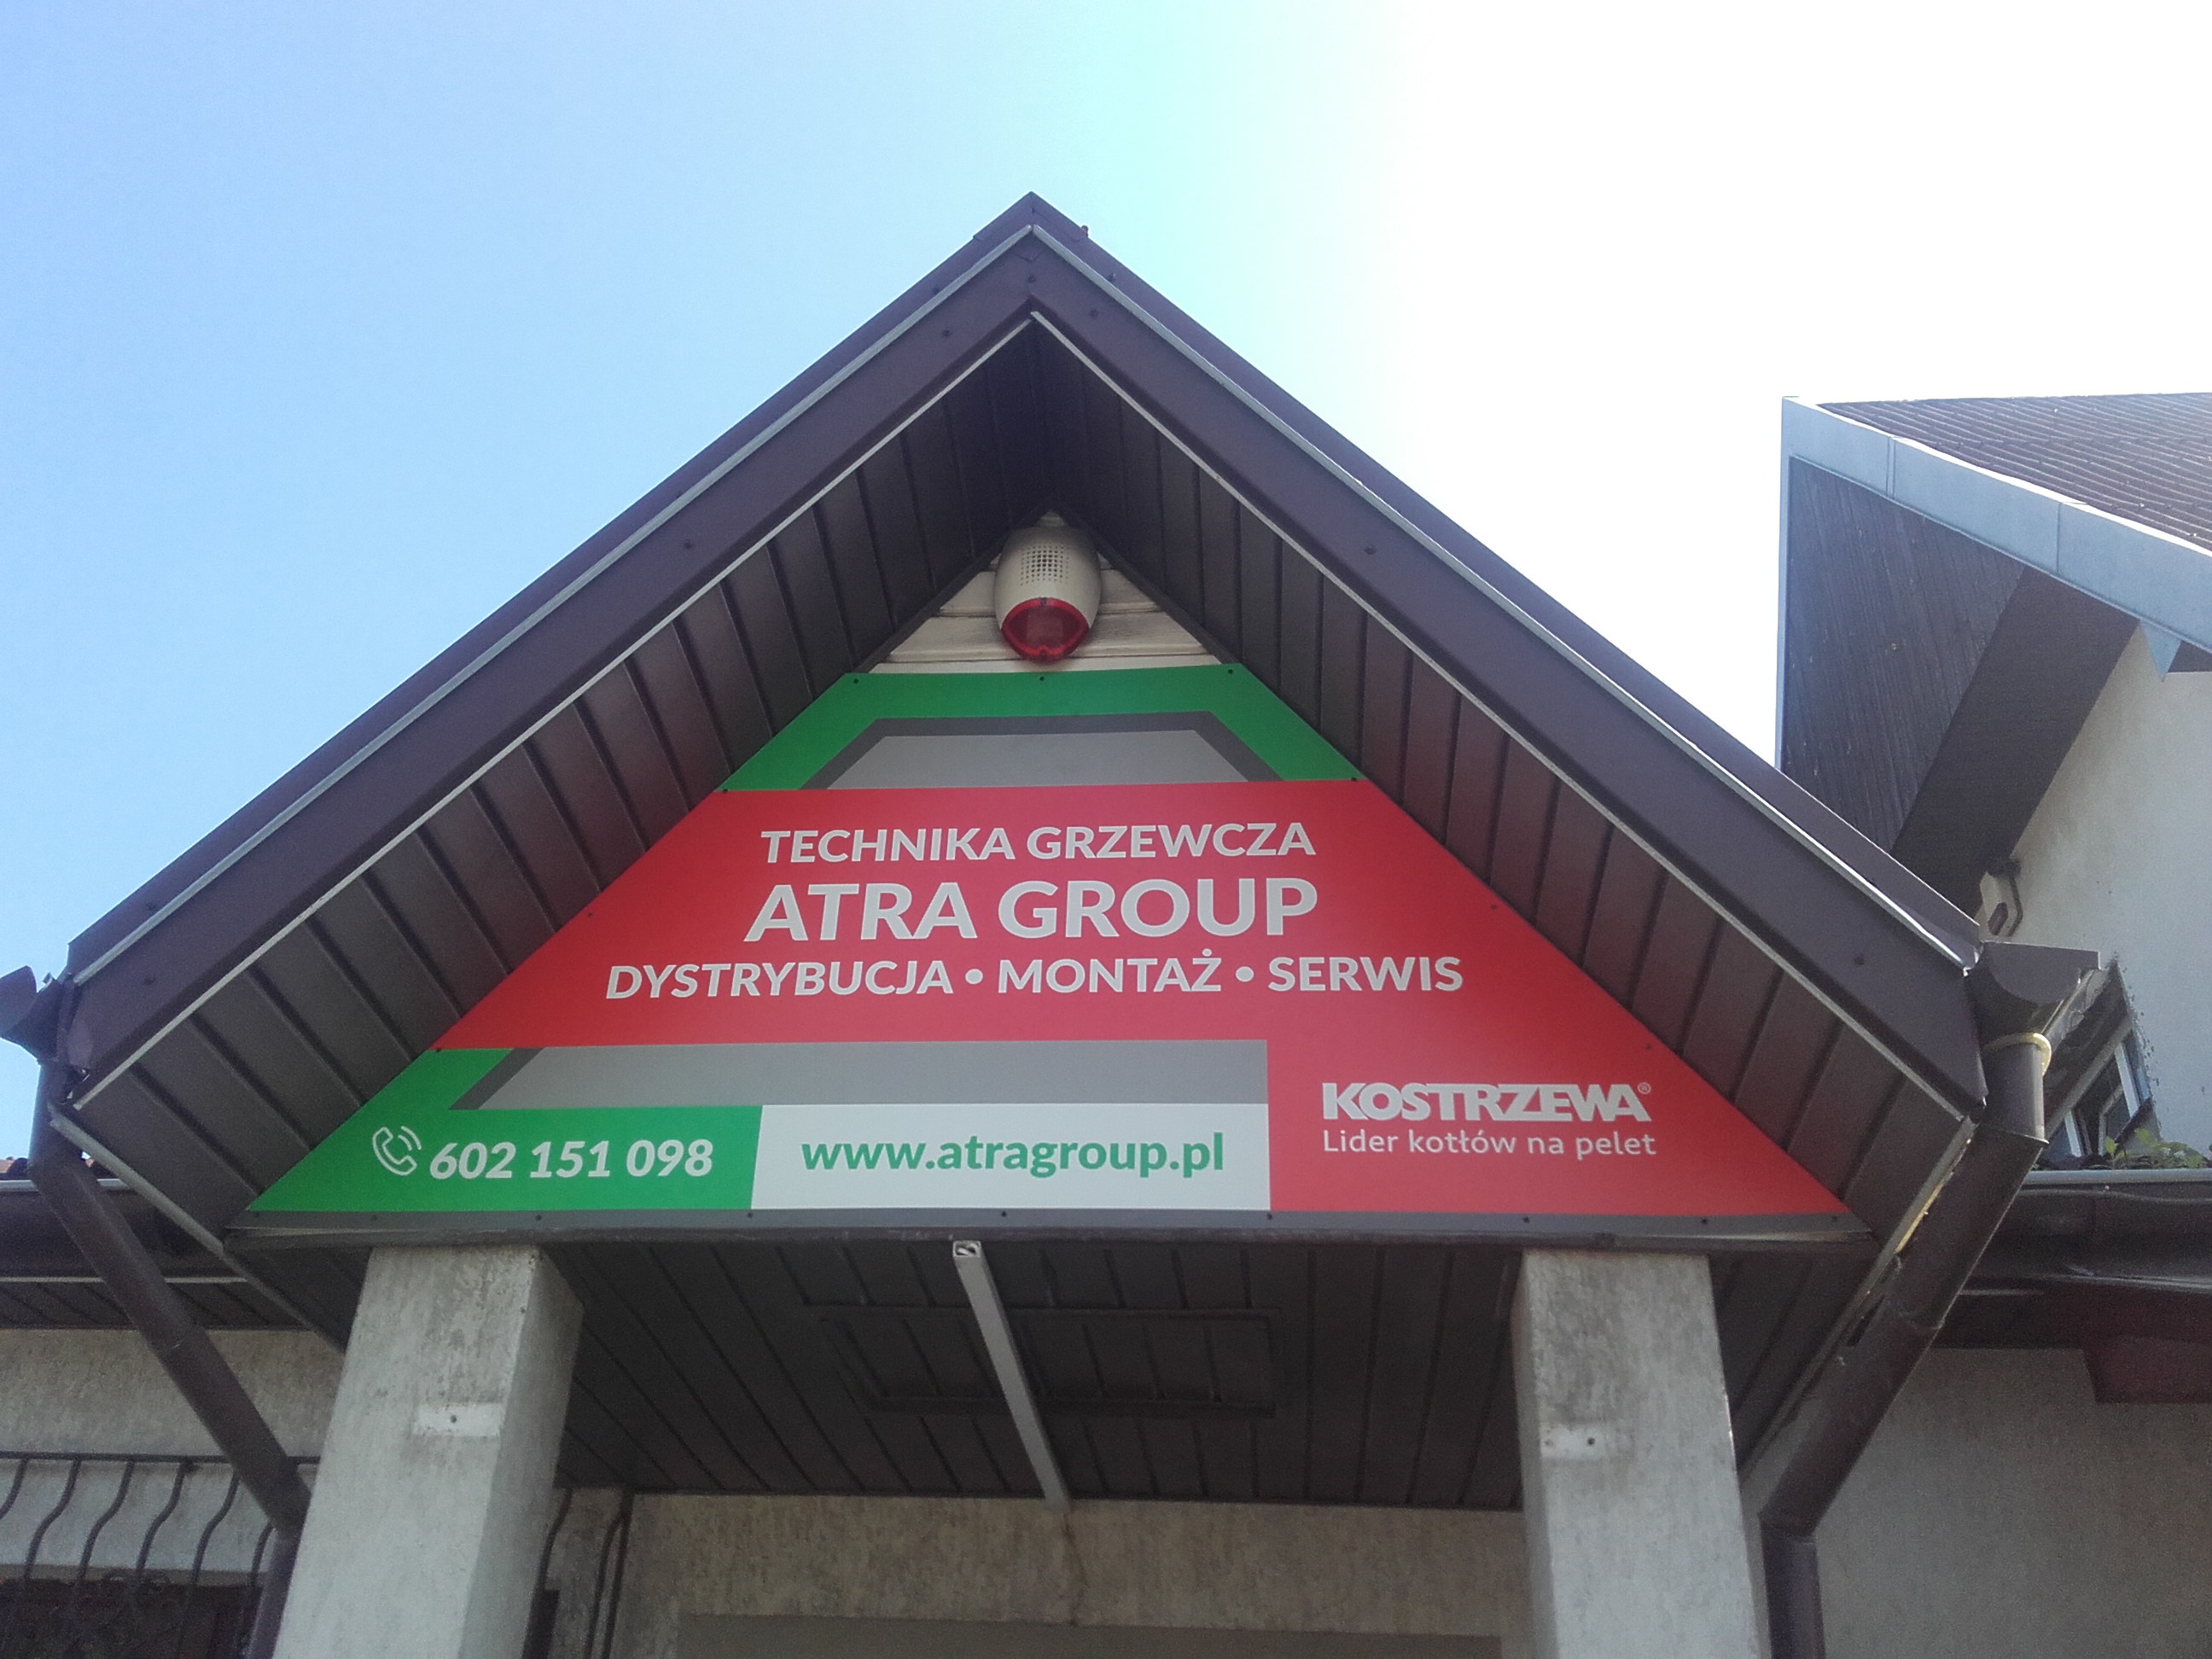 TECHNIKA GRZEWCZA
ATRA GROUP
DYSTRYBUCJA • MONTAŻ • SERWIS
KOSTRZEWA®
Lider kotłów na pelet
602 151 098
www.atragroup.pl